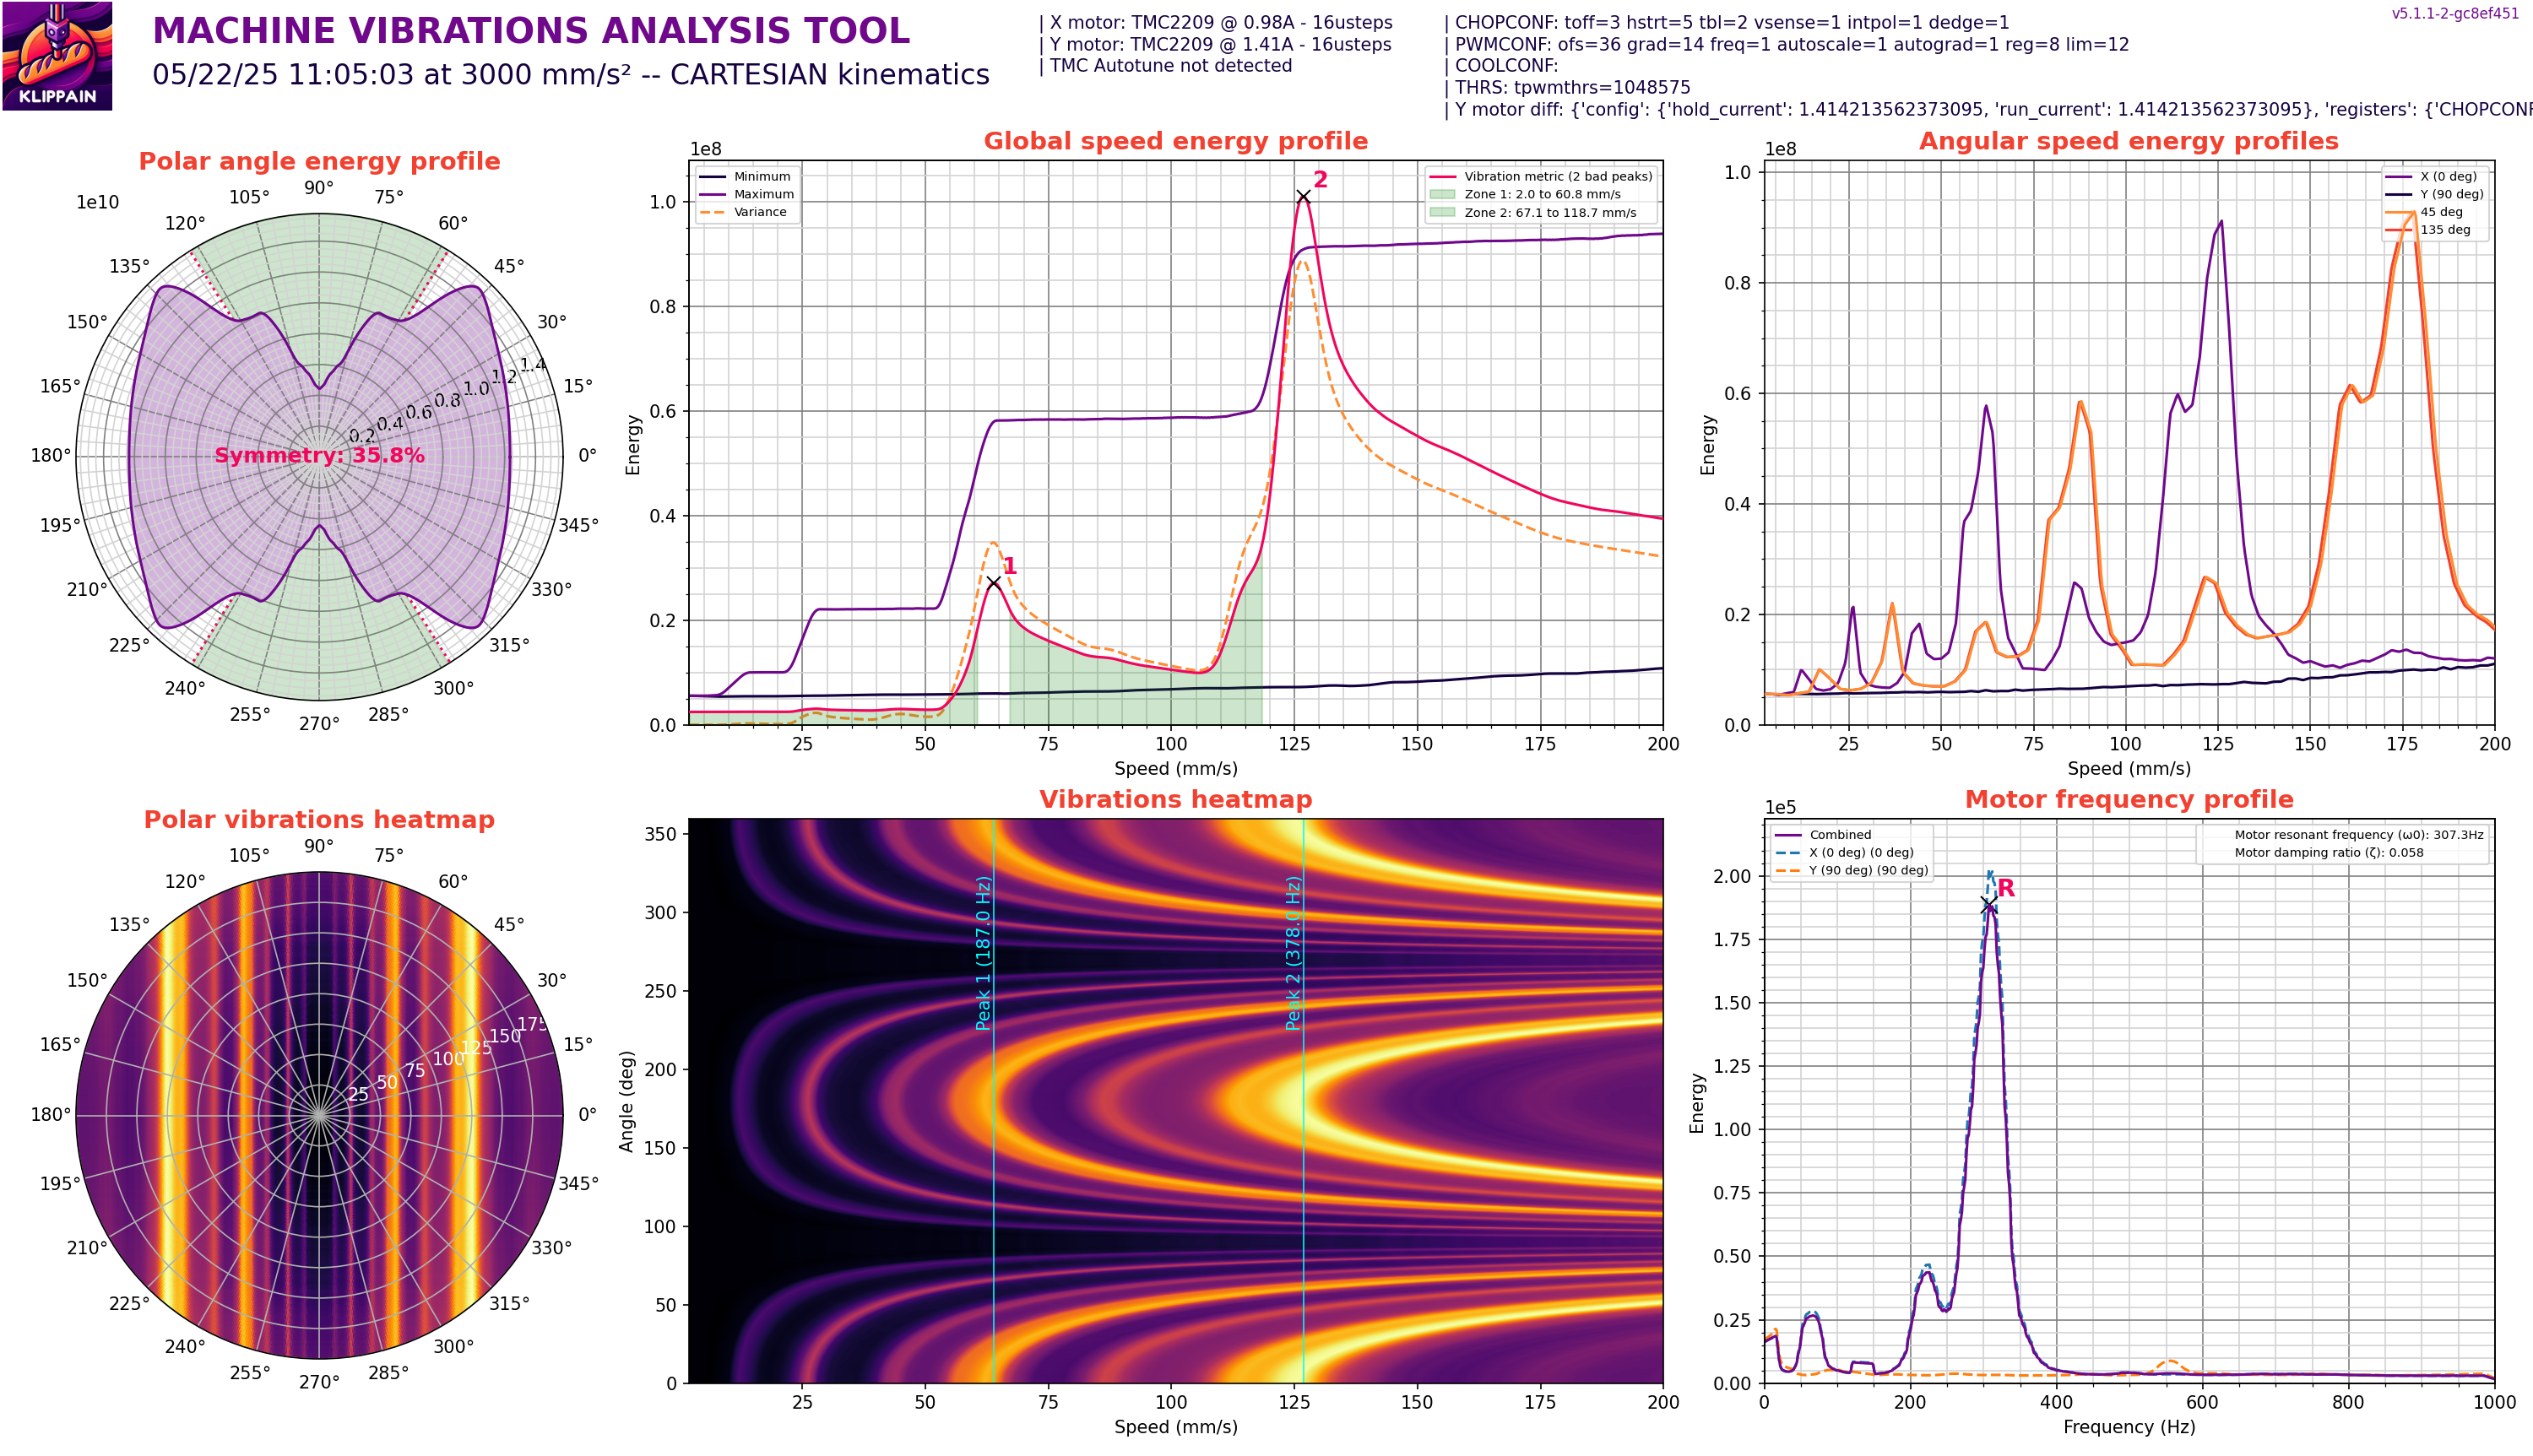 KLIPPAIN
MACHINE VIBRATIONS ANALYSIS TOOL
05/22/25 11:05:03 at 3000 mm/s² -- CARTESIAN kinematics
| X motor: TMC2209 @ 0.98A - 16usteps
| Y motor: TMC2209 @ 1.41A - 16usteps
| TMC Autotune not detected
| CHOPCONF: toff=3 hstrt=5 tbl=2 vsense=1 intpol=1 dedge=1
| PWMCONF: ofs=36 grad=14 freq=1 autoscale=1 autograd=1 reg=8 lim=12
| COOLCONF:
| THRS: tpwmthrs=1048575
| Y motor diff: {'config': {'hold_current': 1.414213562373095, 'run_current': 1.414213562373095}, 'registers': {'CHOPCONF
v5.1.1-2-gc8ef451
Polar angle energy profile
1e10
0°
15°
30°
45°
60°
75°
90°
105°
120°
135°
150°
165°
180°
195°
210°
225°
240°
255°
270°
285°
300°
315°
330°
345°
0.2
0.4
0.6
0.8
1.0
1.2
1.4
Symmetry: 35.8%
Global speed energy profile
1e8
Minimum
Maximum
Variance
Vibration metric (2 bad peaks)
Zone 1: 2.0 to 60.8 mm/s
Zone 2: 67.1 to 118.7 mm/s
1
2
Energy
1.0
0.8
0.6
0.4
0.2
0.0
25 50 75 100 125 150 175 200
Speed (mm/s)
Angular speed energy profiles
1e8
X (0 deg)
Y (90 deg)
45 deg
135 deg
Energy
1.0
0.8
0.6
0.4
0.2
0.0
25 50 75 100 125 150 175 200
Speed (mm/s)
Polar vibrations heatmap
0°
15°
30°
45°
60°
75°
90°
105°
120°
135°
150°
165°
180°
195°
210°
225°
240°
255°
270°
285°
300°
315°
330°
345°
25
50
75
100
125
150
175
Vibrations heatmap
Angle (deg)
350
300
250
200
150
100
50
0
Peak 1 (187.0 Hz)
Peak 2 (378.0 Hz)
25 50 75 100 125 150 175 200
Speed (mm/s)
Motor frequency profile
1e5
Combined
X (0 deg) (0 deg)
Y (90 deg) (90 deg)
Motor resonant frequency (ω0): 307.3Hz
Motor damping ratio (ζ): 0.058
R
Energy
2.00
1.75
1.50
1.25
1.00
0.75
0.50
0.25
0.00
0 200 400 600 800 1000
Frequency (Hz)